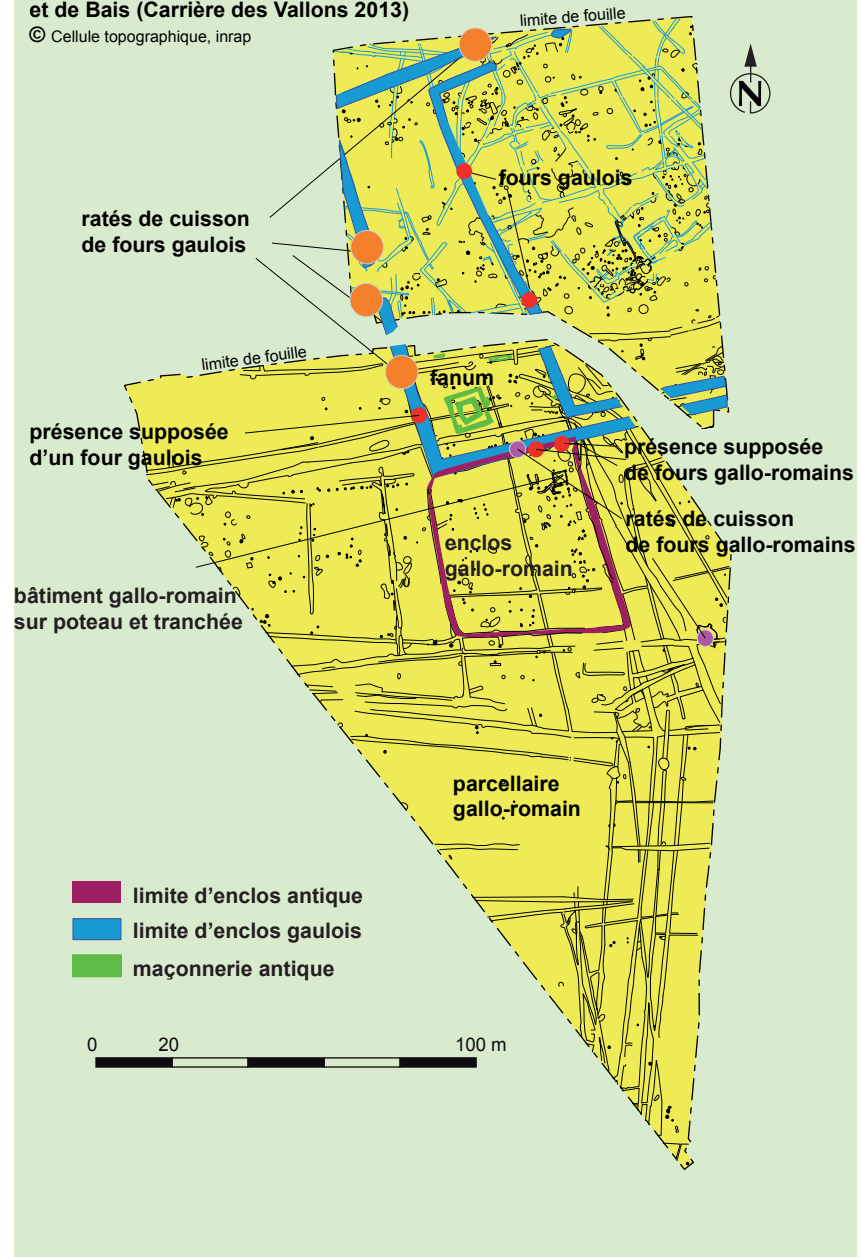 et de Bais (Carrière des Vallons 2013)
© Cellule topographique, inrap
limite de fouille
N
fours gaulois
ratés de cuisson
de fours gaulois
limite de fouille
fanum
présence supposée
d'un four gaulois
présence supposée
de fours gallo-romains
ratés de cuisson
de fours gallo-romains
enclos
gallo-romain
bâtiment gallo-romain
sur poteau et tranchée
parcellaire
gallo-romain
limite d'enclos antique
limite d'enclos gaulois
maçonnerie antique
0 20 100 m